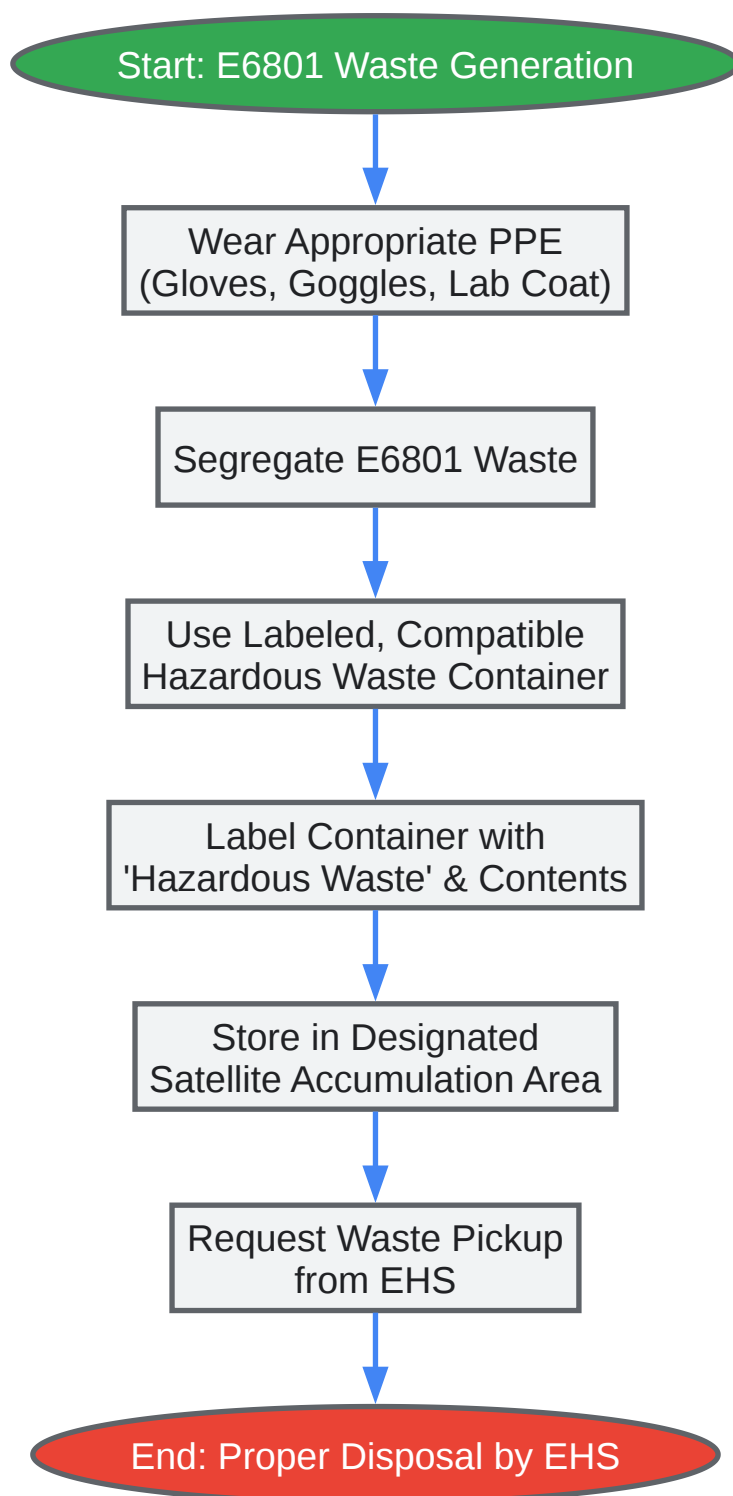 Start: E6801 Waste Generation
Wear Appropriate PPE
(Gloves, Goggles, Lab Coat)
Segregate E6801 Waste
Use Labeled, Compatible
Hazardous Waste Container
Label Container with
'Hazardous Waste' & Contents
Store in Designated
Satellite Accumulation Area
Request Waste Pickup
from EHS
End: Proper Disposal by EHS